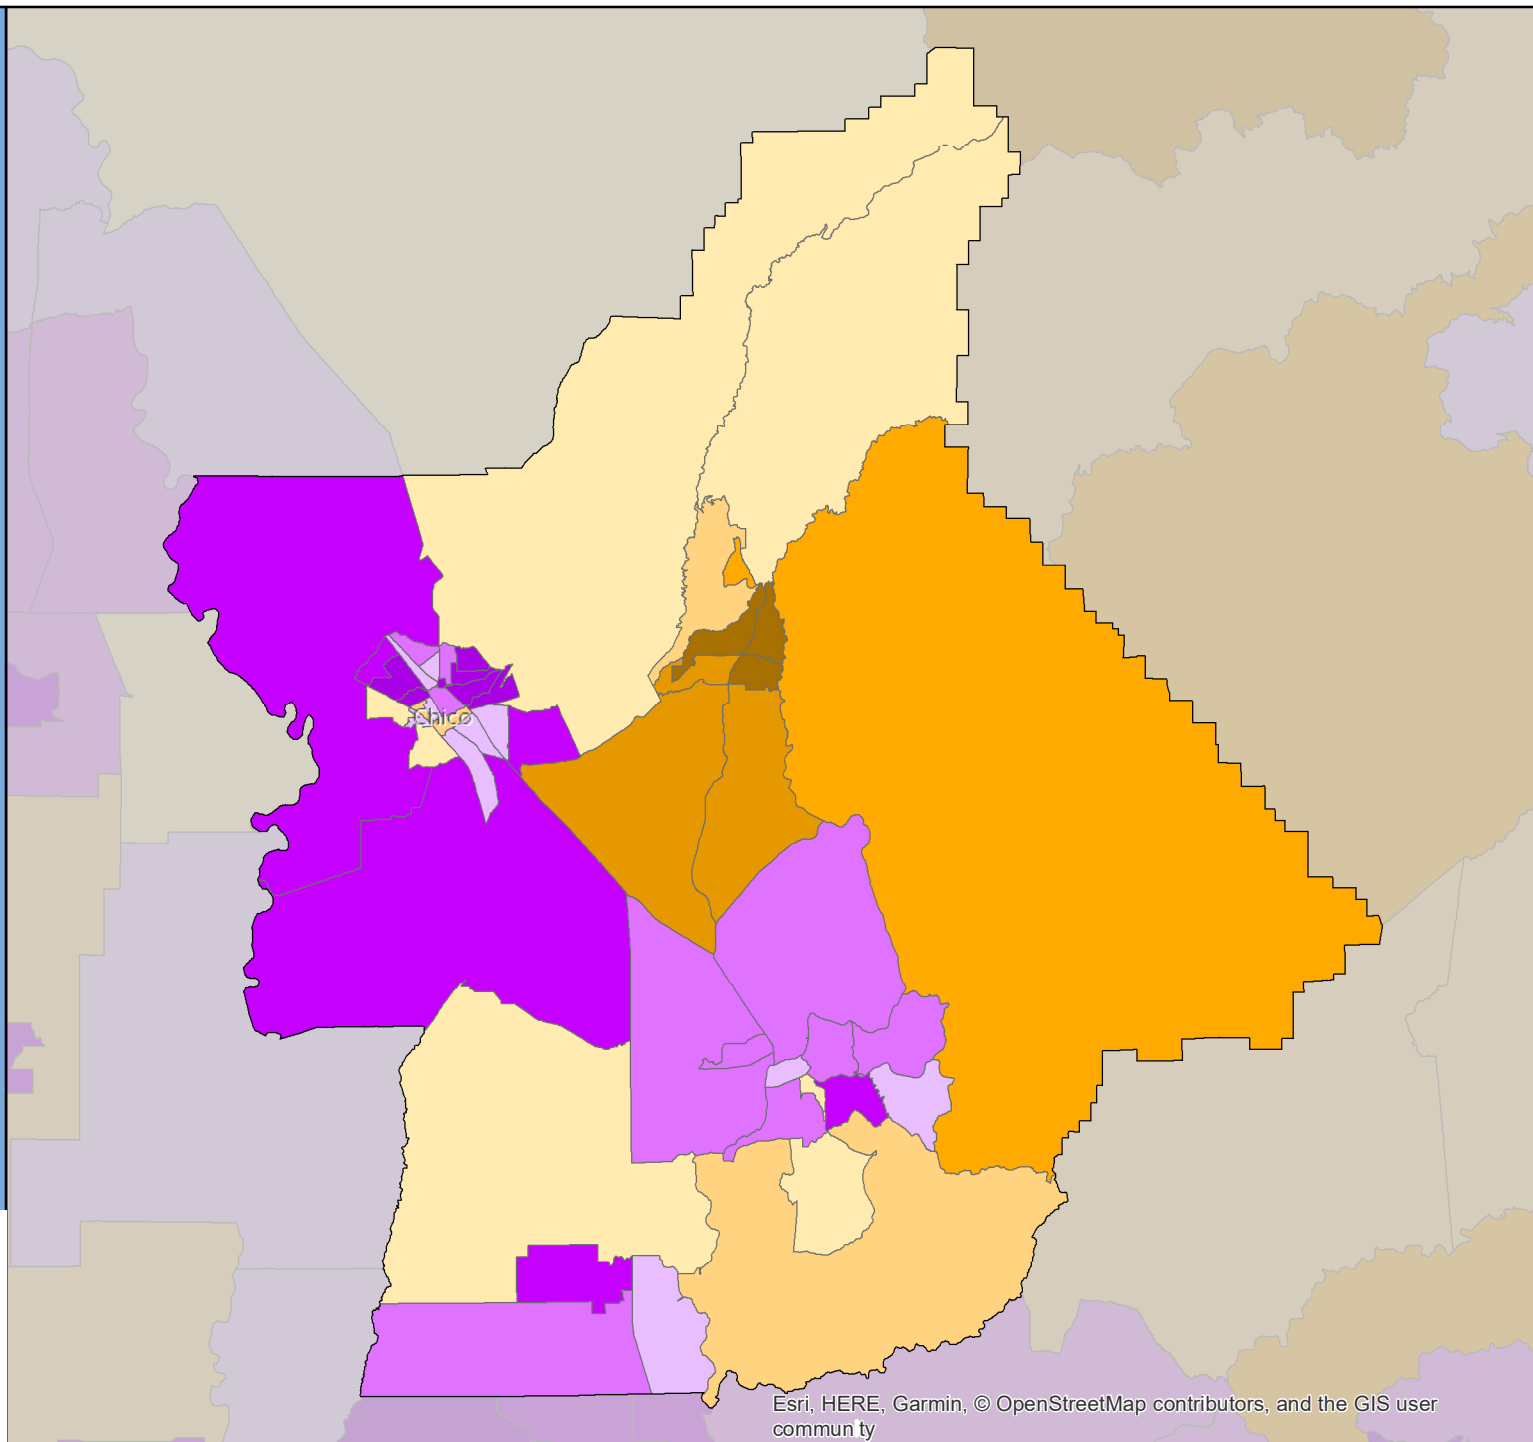 Chico
Esri, HERE, Garmin, © OpenStreetMap contributors, and the GIS user
community